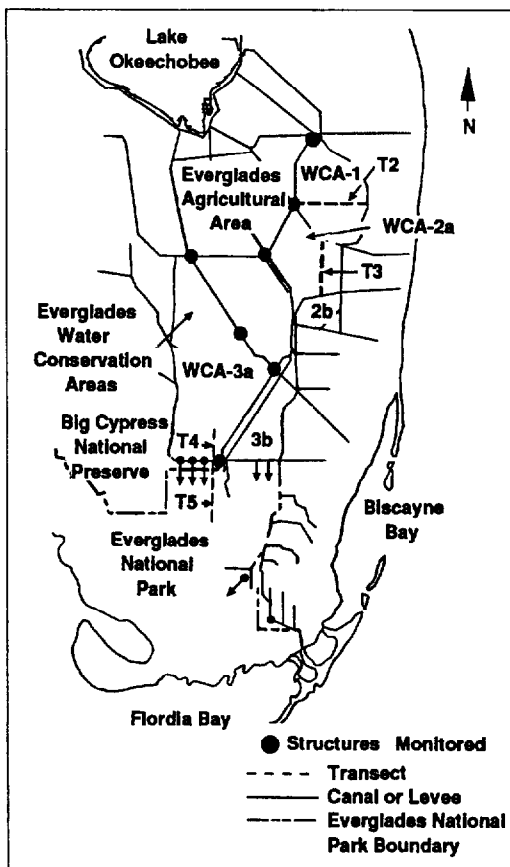 Lake
Okeechobee
N
WCA-1
T2
Everglades
Agricultural
Area
WCA-2a
T3
2b
Everglades
Water
Conservation
Areas
WCA-3a
Big Cypress
National
Preserve
T4
3b
T5
Biscayne
Bay
Everglades
National
Park
Flordia Bay
Structures Monitored
Transect
Canal or Levee
Everglades National
Park Boundary